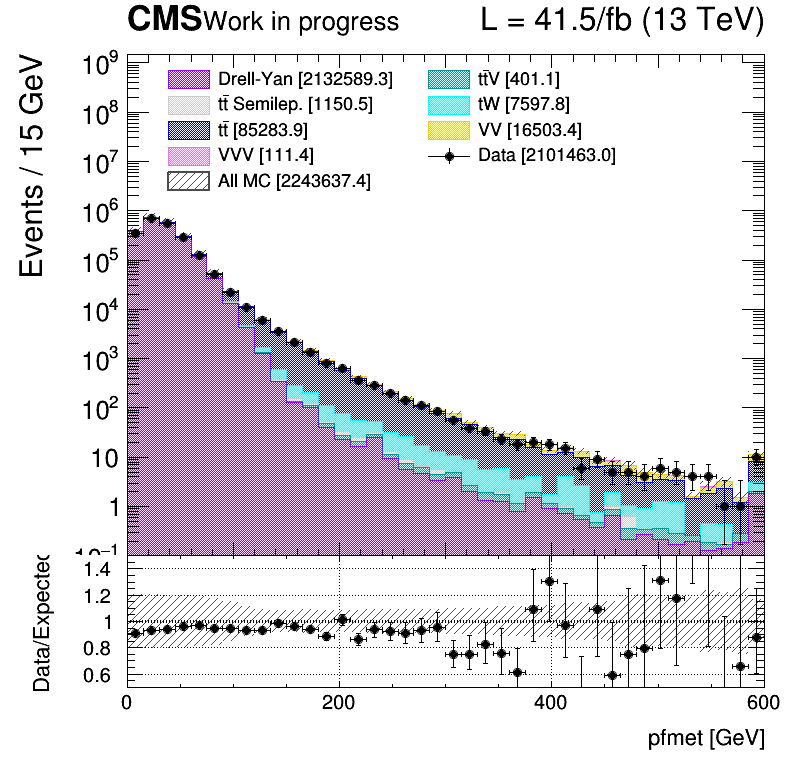 CMS Work in progress L = 41.5/fb (13 TeV)
Events / 15 GeV
10⁹
10⁸
10⁷
10⁶
10⁵
10⁴
10³
10²
10
1
10⁻¹
Drell-Yan [2132589.3]
tt̄ Semilep. [1150.5]
tt̄ [85283.9]
VVV [111.4]
All MC [2243637.4]
tt̄V [401.1]
tW [7597.8]
VV [16503.4]
Data [2101463.0]
Data/Expected
1.4
1.2
1
0.8
0.6
0 200 400 600
pfmet [GeV]